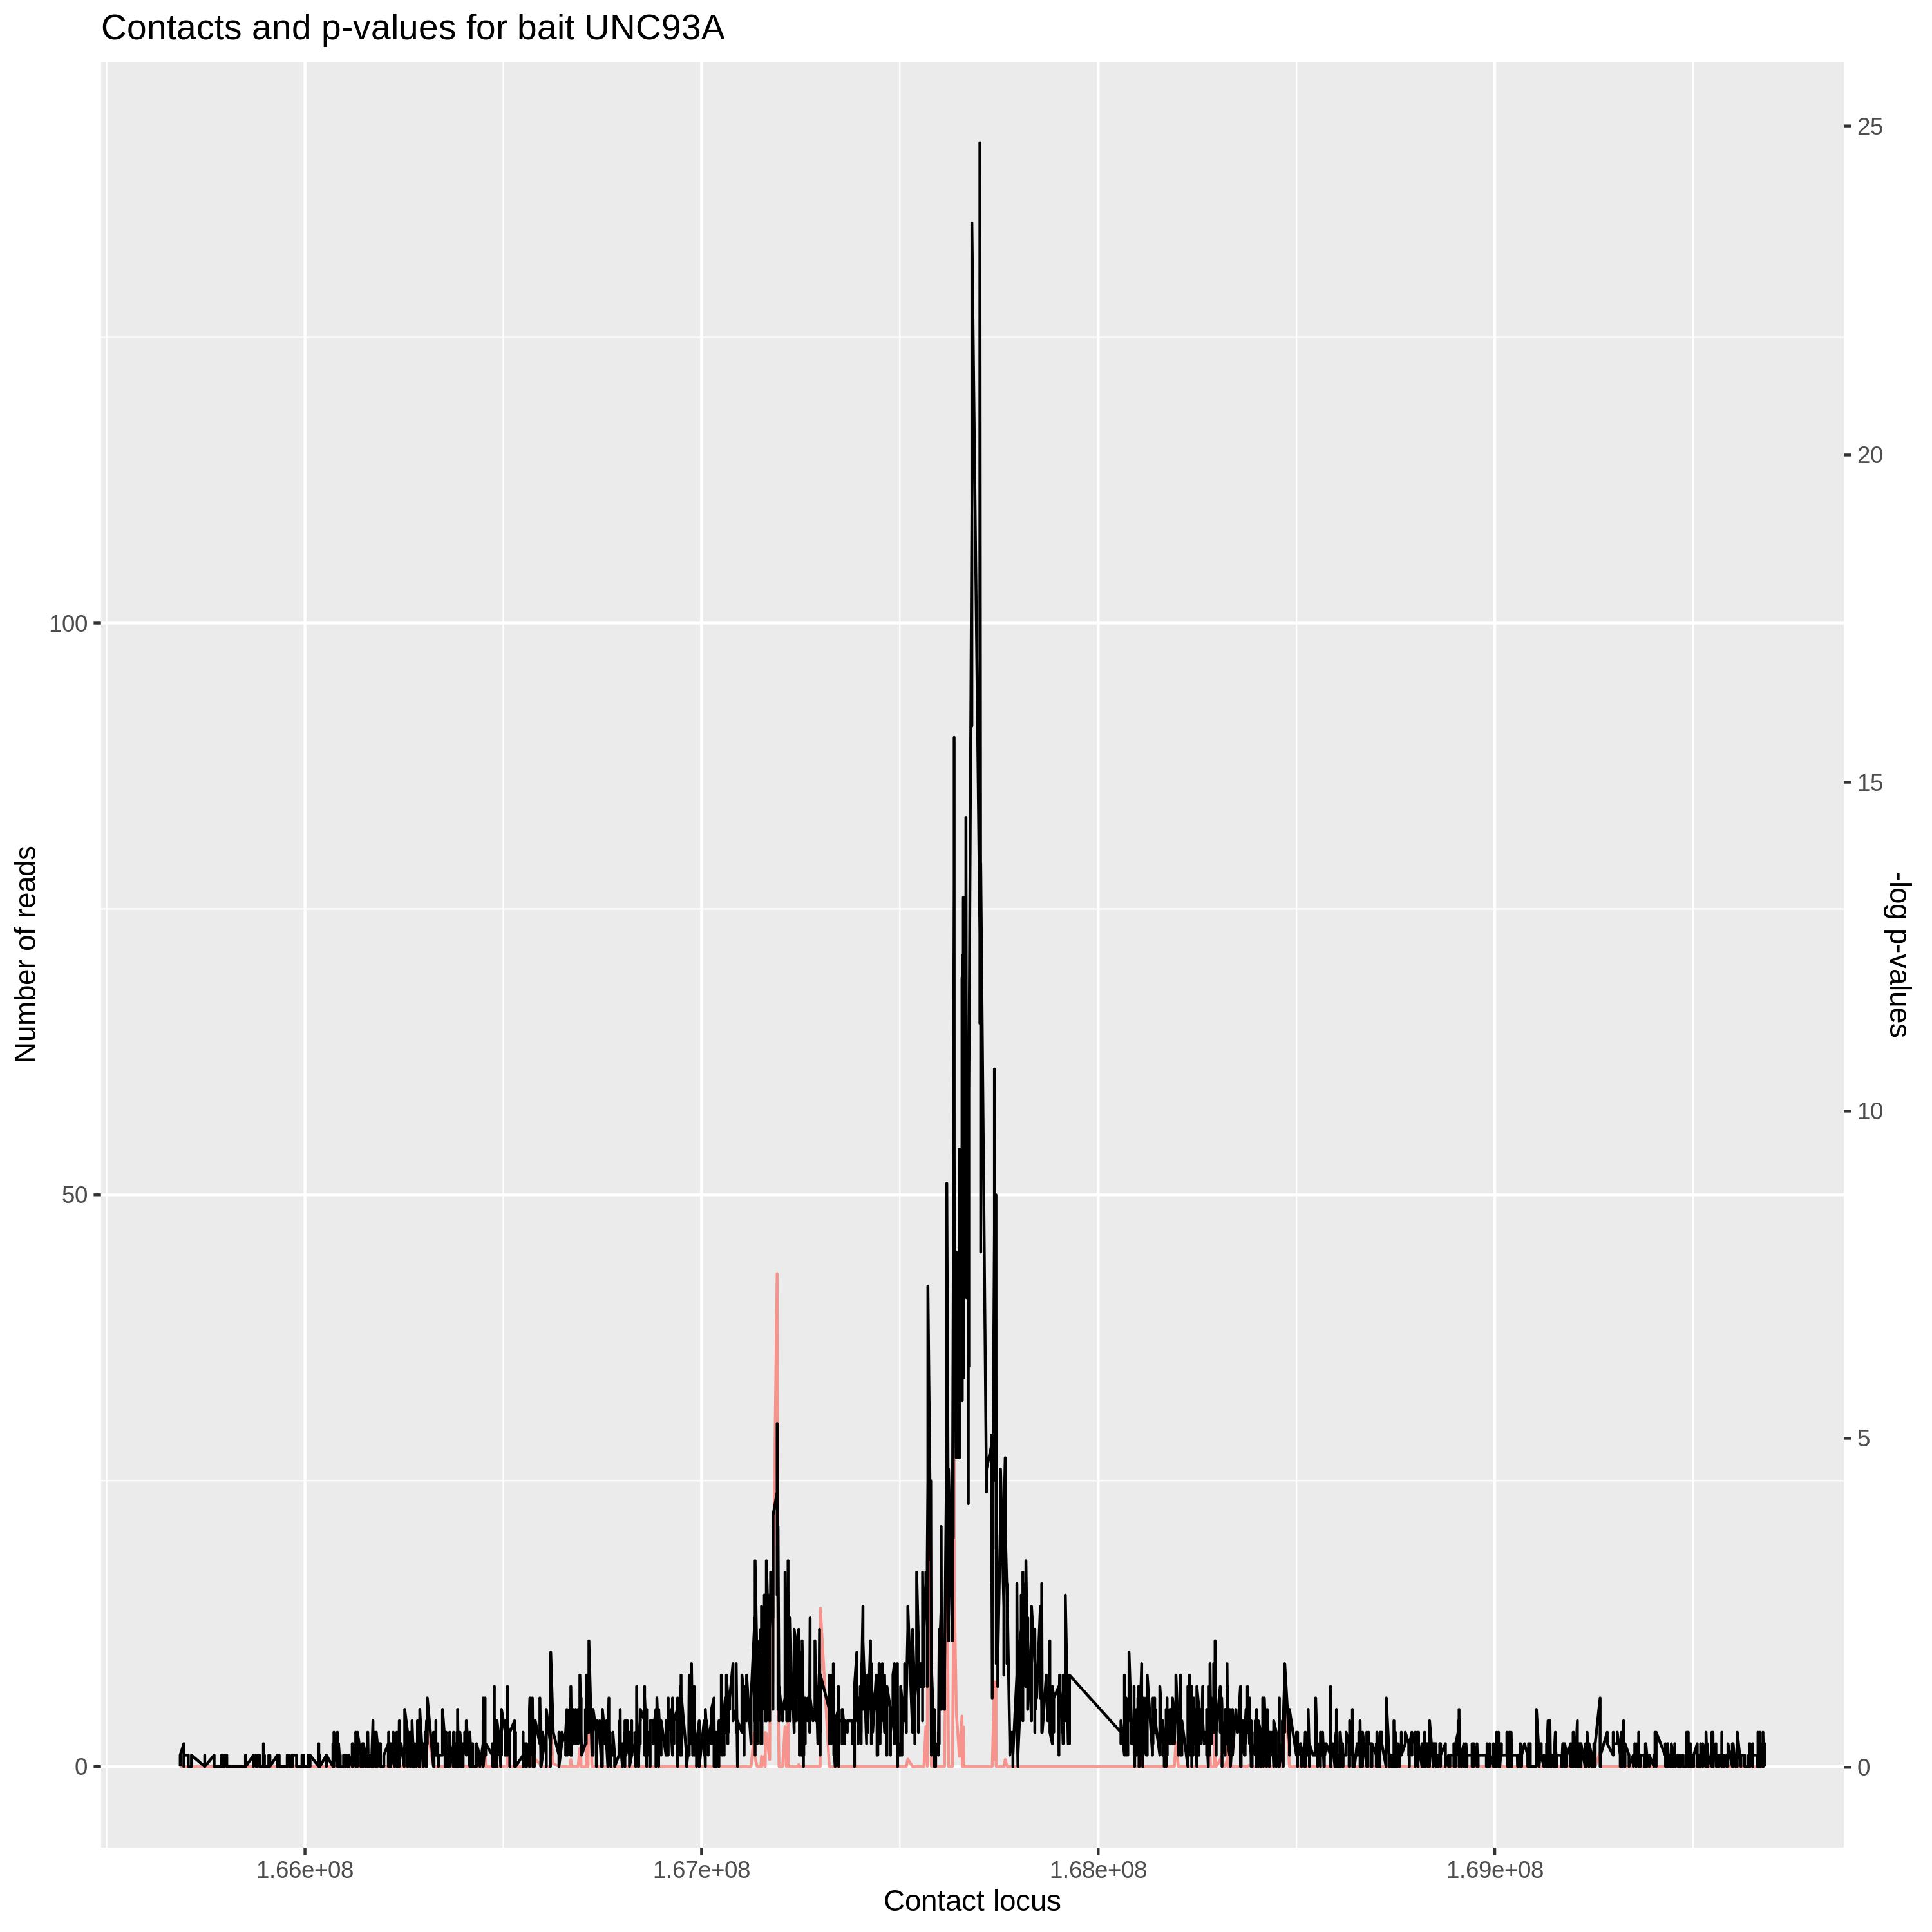 Contacts and p-values for bait UNC93A
Number of reads
100
50
0
25
20
15
10
5
0
-log p-values
1.66e+08
1.67e+08
1.68e+08
1.69e+08
Contact locus